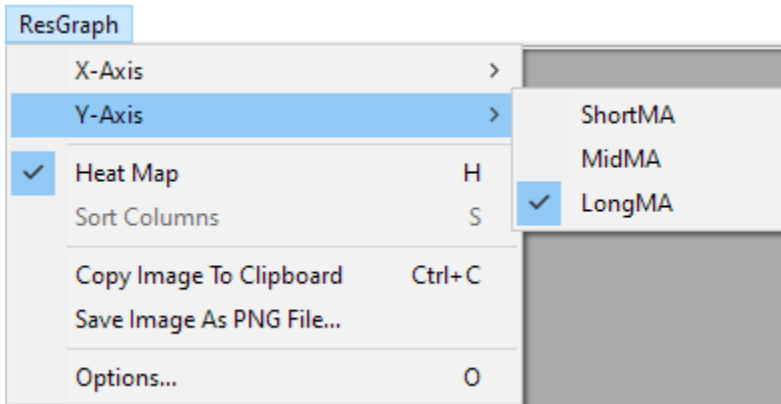 ResGraph
X-Axis
Y-Axis
Heat Map H
Sort Columns S
Copy Image To Clipboard Ctrl+C
Save Image As PNG File...
Options... O
ShortMA
MidMA
LongMA